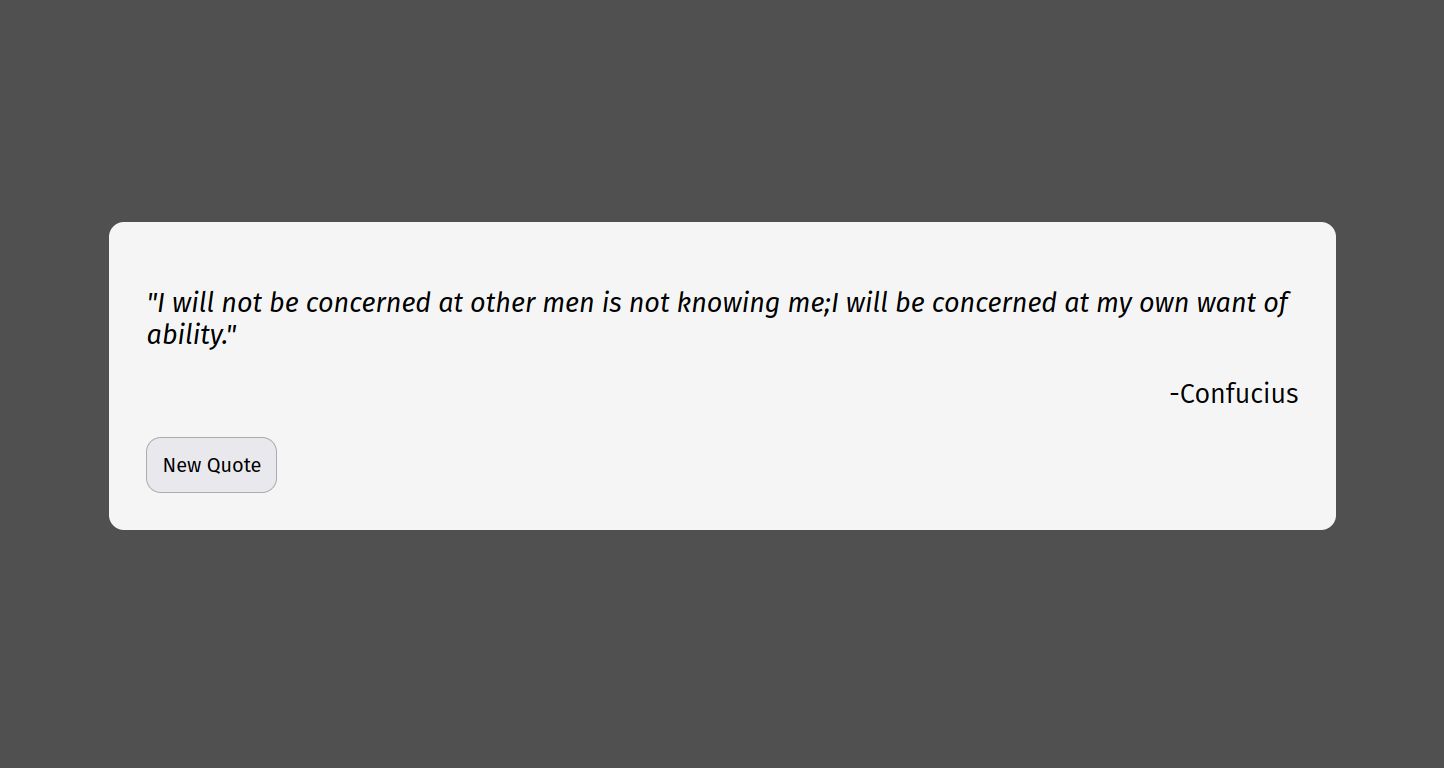 "I will not be concerned at other men is not knowing me;I will be concerned at my own want of
ability."
-Confucius
New Quote